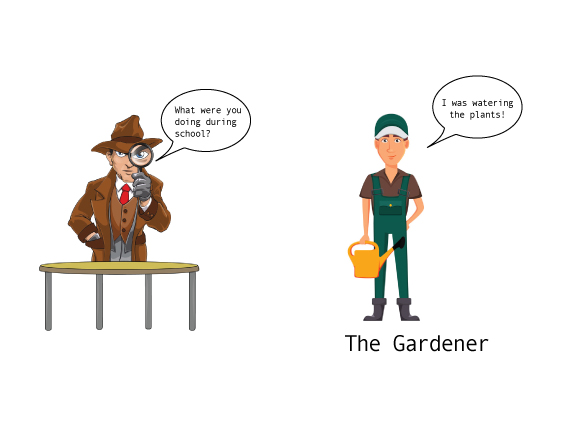 What were you
doing during
school?
I was watering
the plants!
The Gardener